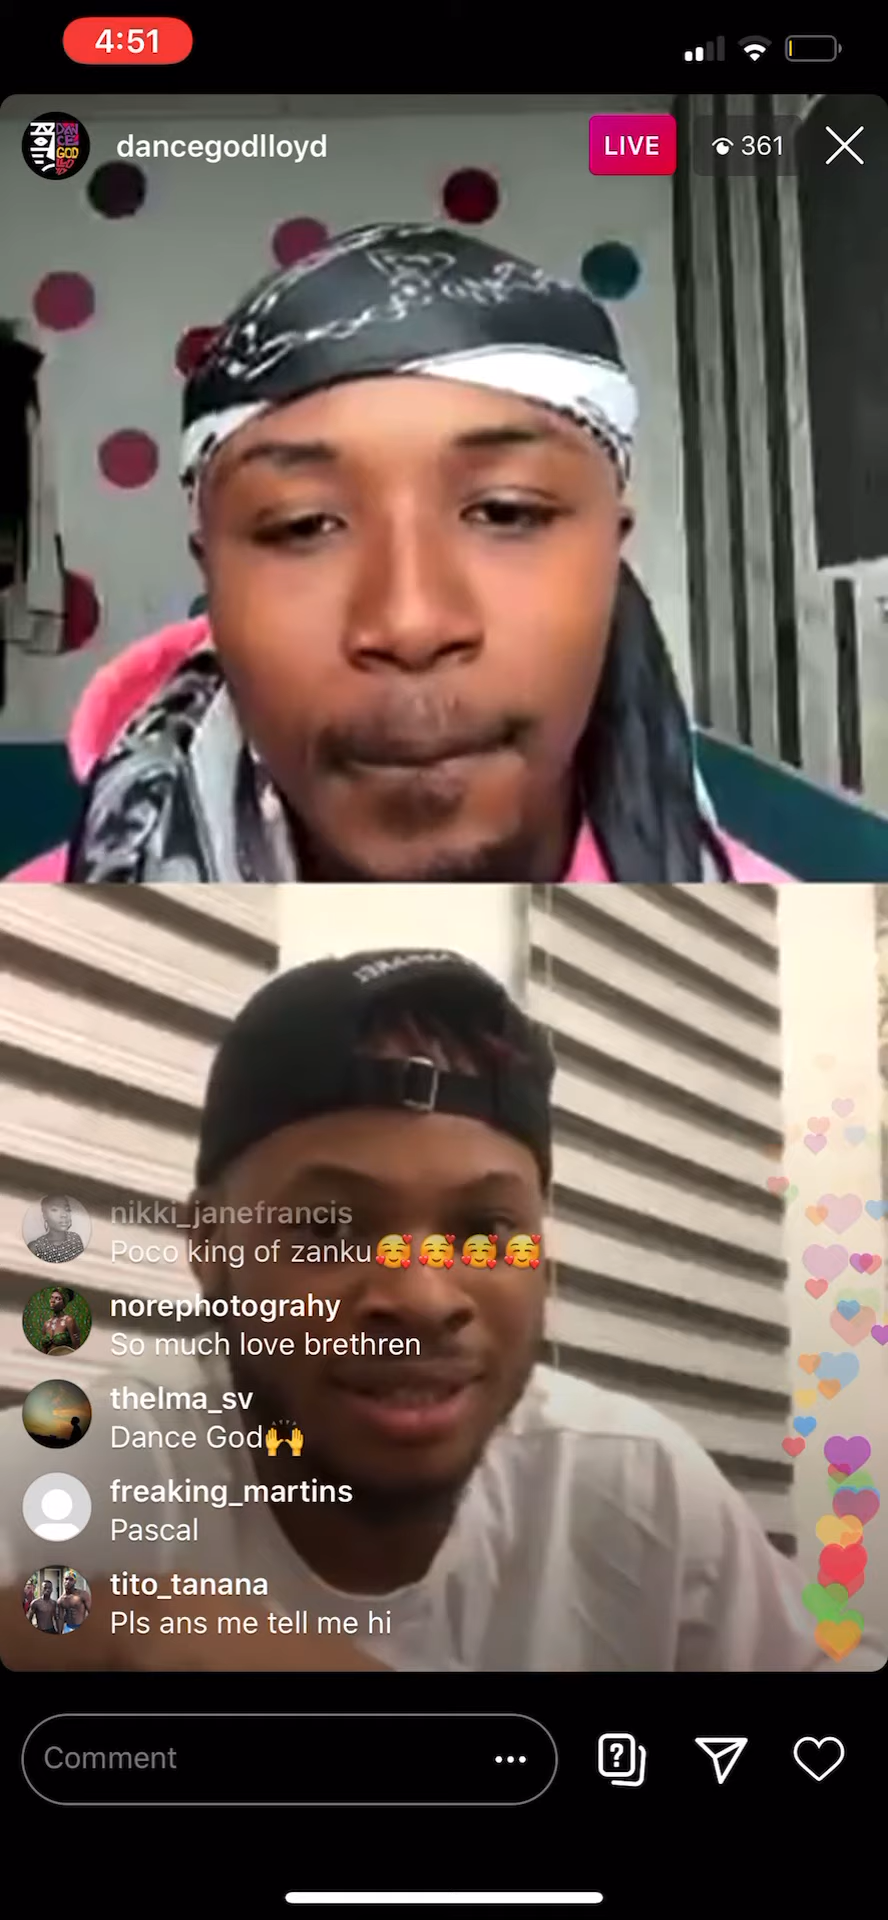 4:51
dancegodlloyd
LIVE
361
nikki_janefrancis
Poco king of zanku🥰🥰🥰🥰
norephotograhy
So much love brethren
thelma_sv
Dance God🙌
freaking_martins
Pascal
tito_tanana
Pls ans me tell me hi
Comment